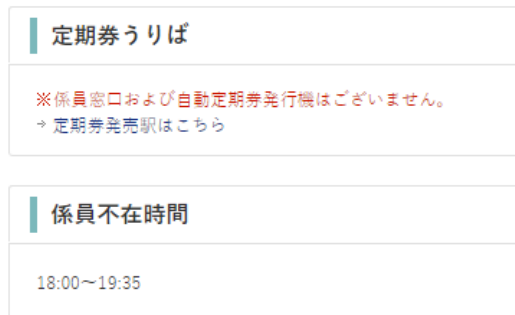 定期券うりば
※係員窓口および自動定期券発行機はございません。
→ 定期券発売駅はこちら
係員不在時間
18:00〜19:35